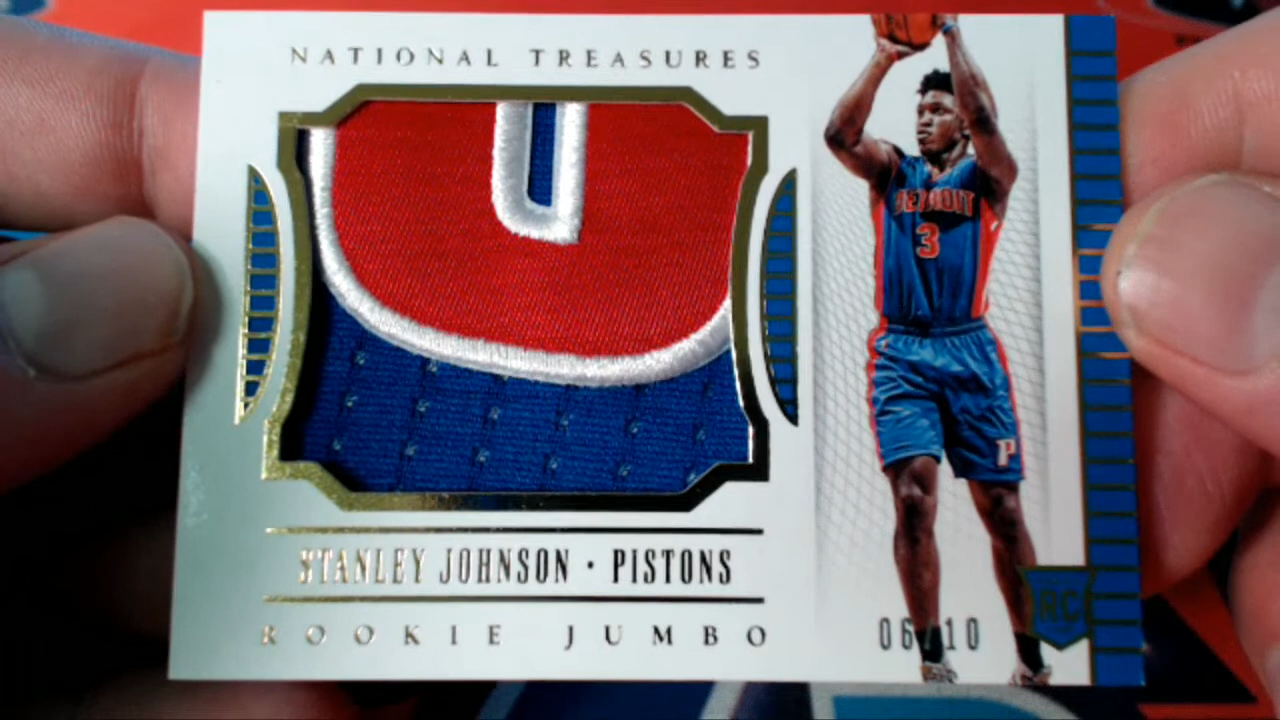 NATIONAL TREASURES
DETROIT
3
P
STANLEY JOHNSON · PISTONS
ROOKIE JUMBO
06/10
RC